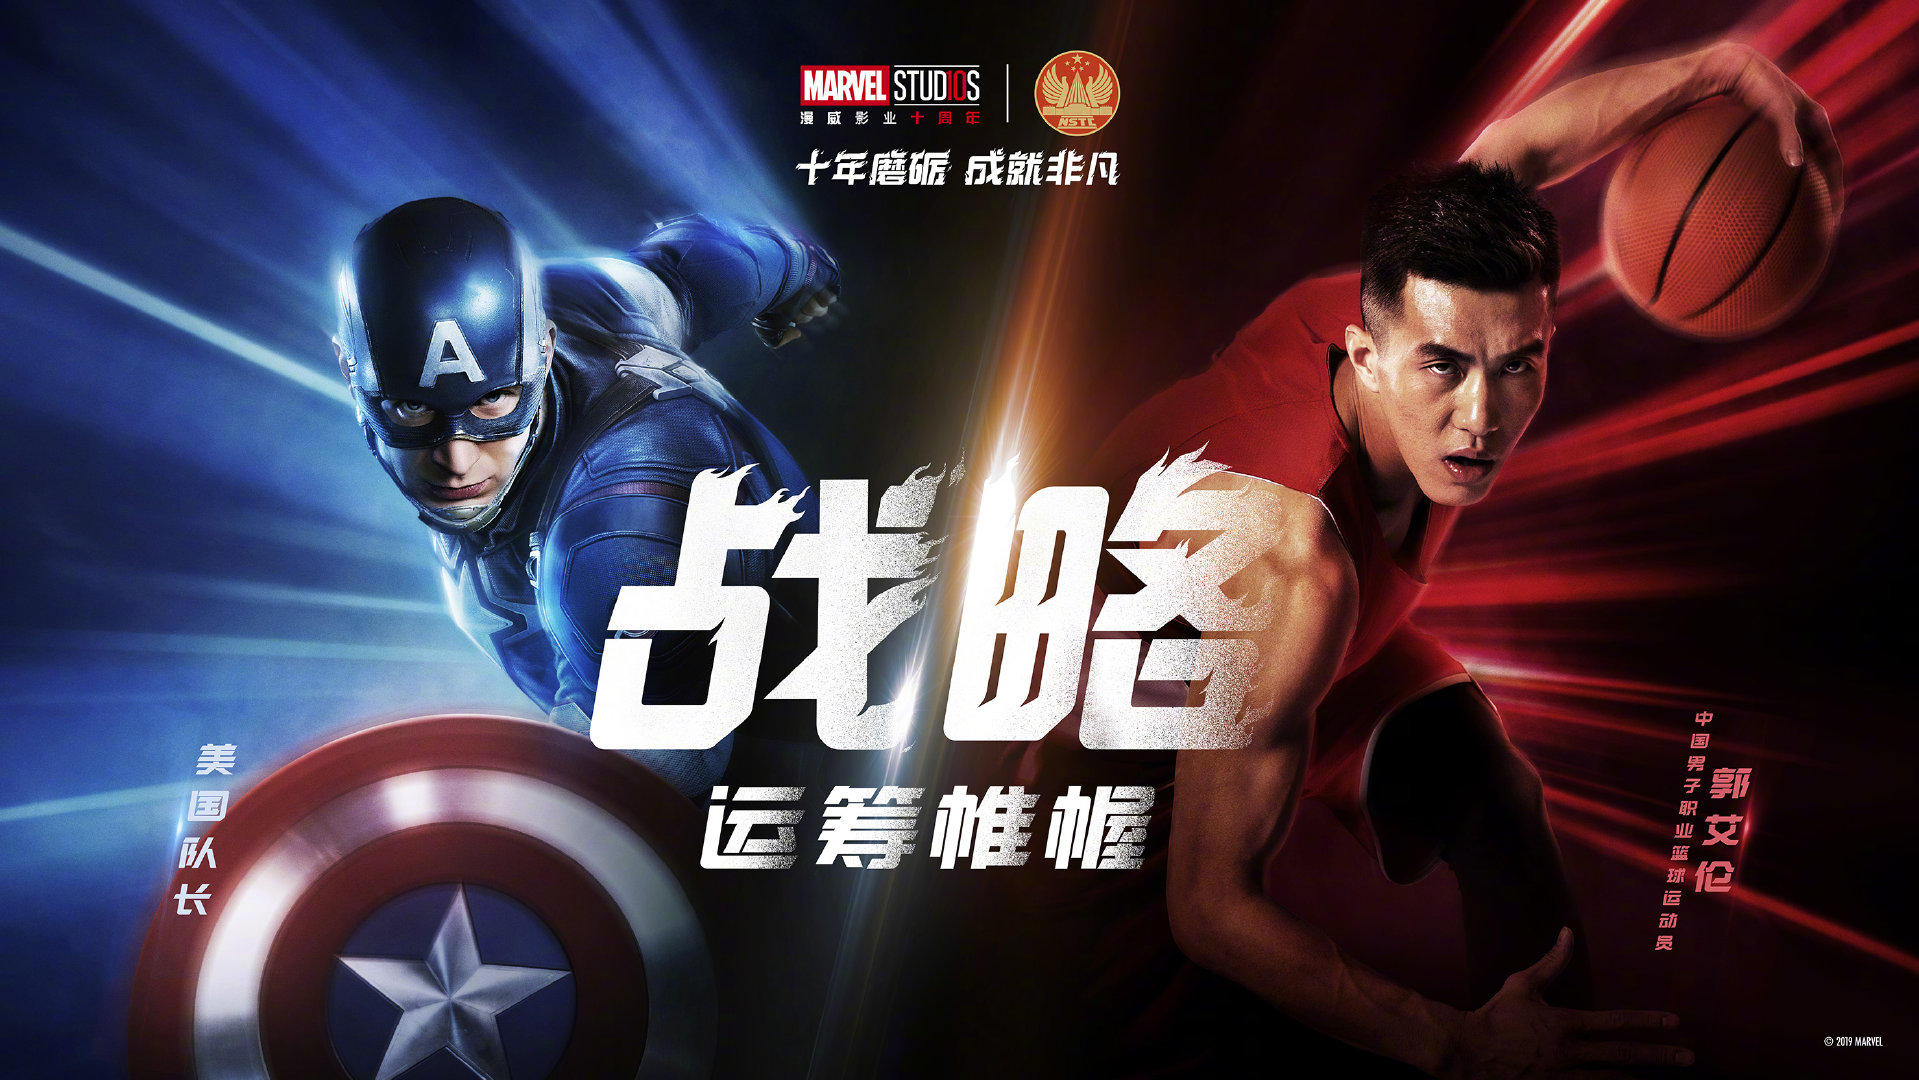 MARVEL STUD10S
漫威影业十周年
NSTC
十年磨砺 成就非凡
战略
运筹帷幄
美国队长
A
中国男子职业篮球运动员
郭艾伦
© 2019 MARVEL